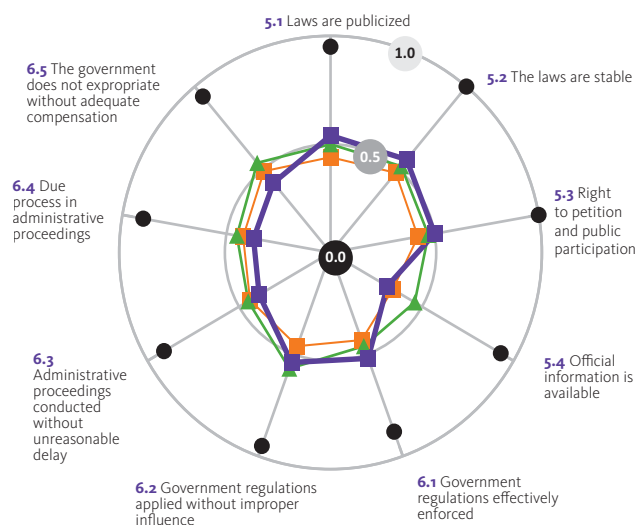 5.1 Laws are publicized
1.0
5.2 The laws are stable
0.5
5.3 Right
to petition
and public
participation
0.0
5.4 Official
information is
available
6.1 Government
regulations effectively
enforced
6.2 Government regulations
applied without improper
influence
6.3
Administrative
proceedings
conducted
without
unreasonable
delay
6.4 Due
process in
administrative
proceedings
6.5 The government
does not expropriate
without adequate
compensation